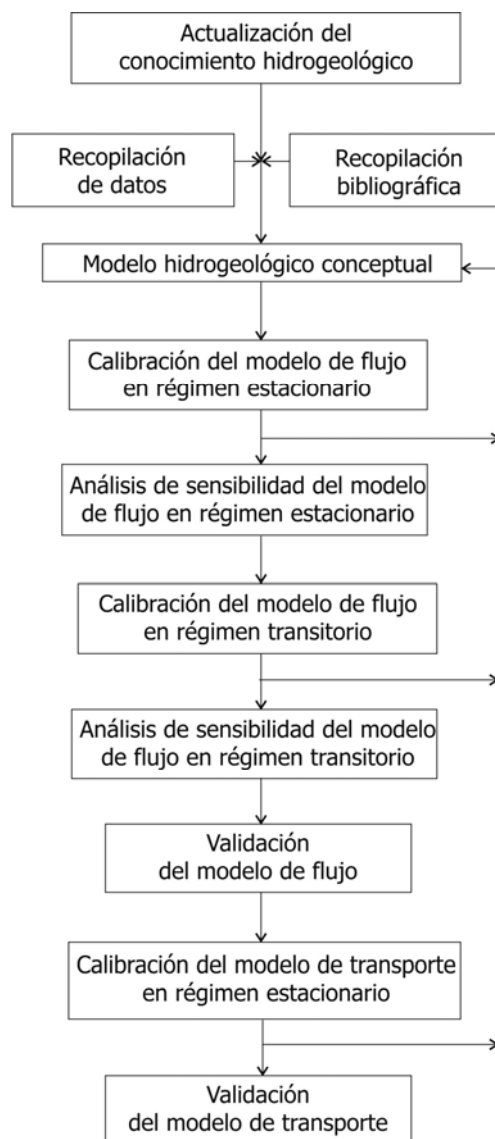 Actualización del
conocimiento hidrogeológico
Recopilación
de datos
Recopilación
bibliográfica
Modelo hidrogeológico conceptual
Calibración del modelo de flujo
en régimen estacionario
Análisis de sensibilidad del modelo
de flujo en régimen estacionario
Calibración del modelo de flujo
en régimen transitorio
Análisis de sensibilidad del modelo
de flujo en régimen transitorio
Validación
del modelo de flujo
Calibración del modelo de transporte
en régimen estacionario
Validación
del modelo de transporte